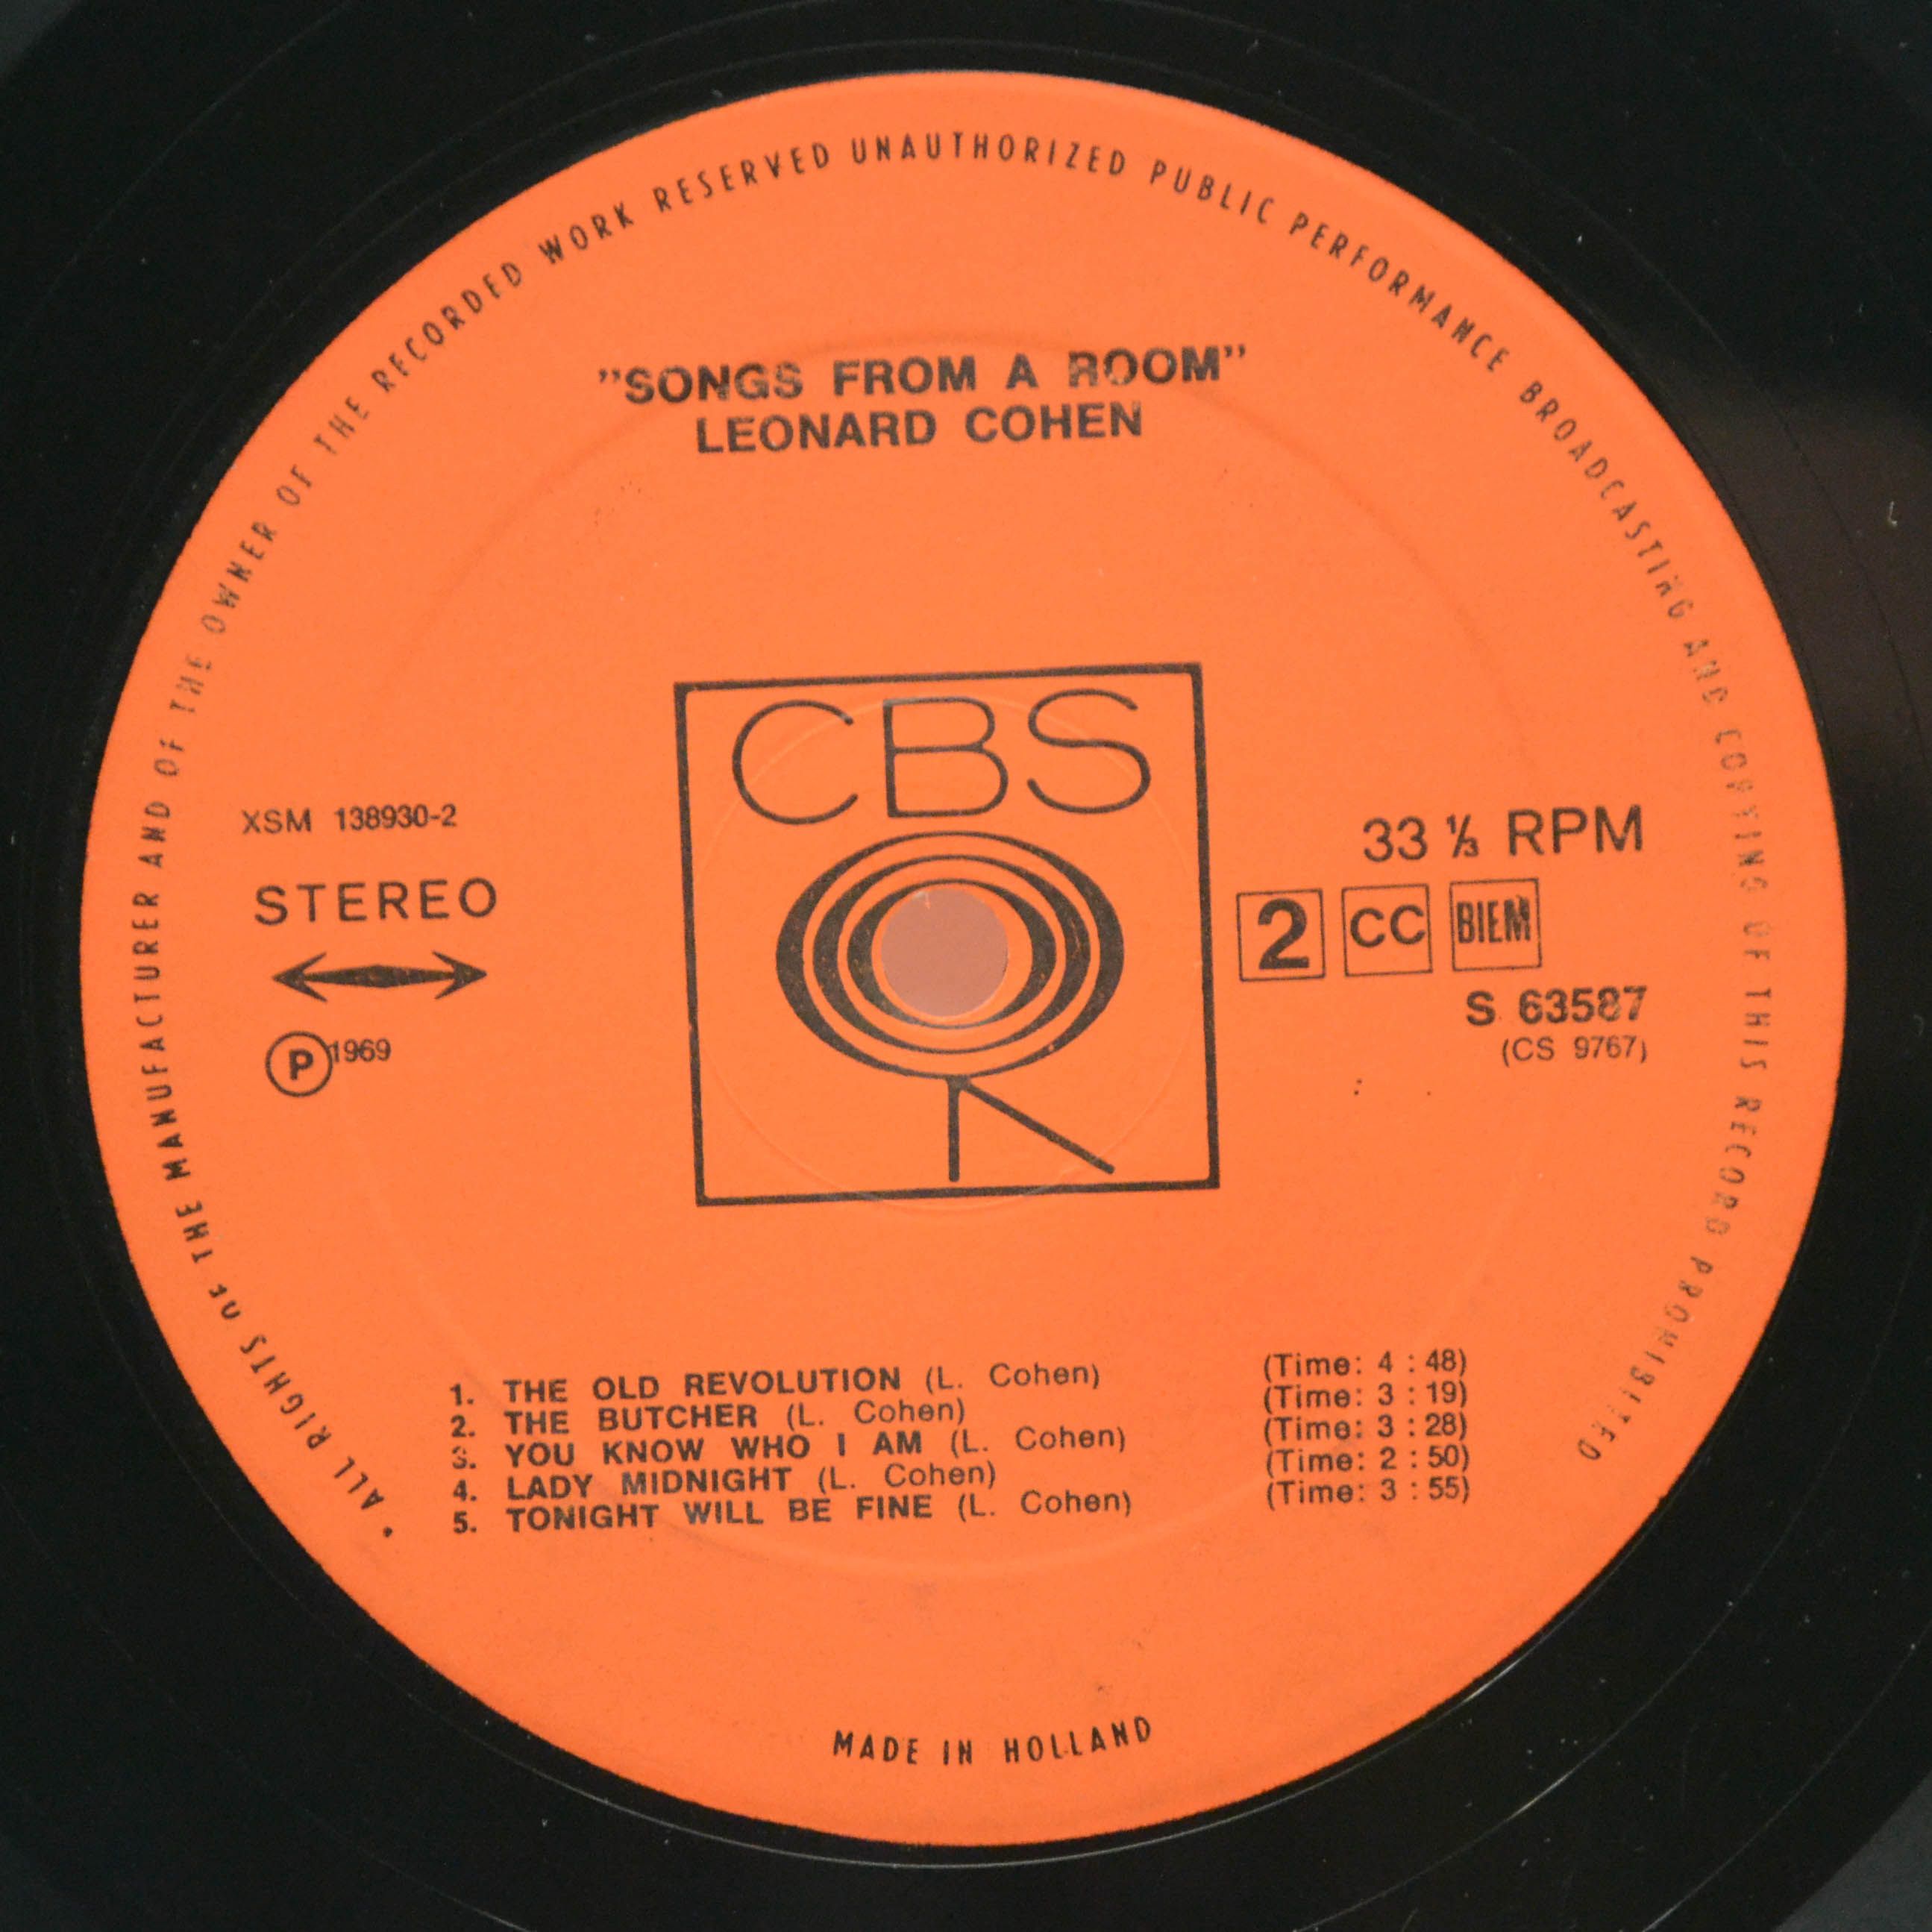 ALL RIGHTS OF THE MANUFACTURER AND OF THE OWNER OF THE RECORDED WORK RESERVED UNAUTHORIZED PUBLIC PERFORMANCE BROADCASTING AND COPYING OF THIS RECORD PROHIBITED
"SONGS FROM A ROOM"
LEONARD COHEN
CBS
XSM 138930-2
STEREO
P 1969
33 ⅓ RPM
2 CC BIEM
S 63587
(CS 9767)
1. THE OLD REVOLUTION (L. Cohen) (Time: 4 : 48)
2. THE BUTCHER (L. Cohen) (Time: 3 : 19)
3. YOU KNOW WHO I AM (L. Cohen) (Time: 3 : 28)
4. LADY MIDNIGHT (L. Cohen) (Time: 2 : 50)
5. TONIGHT WILL BE FINE (L. Cohen) (Time: 3 : 55)
MADE IN HOLLAND